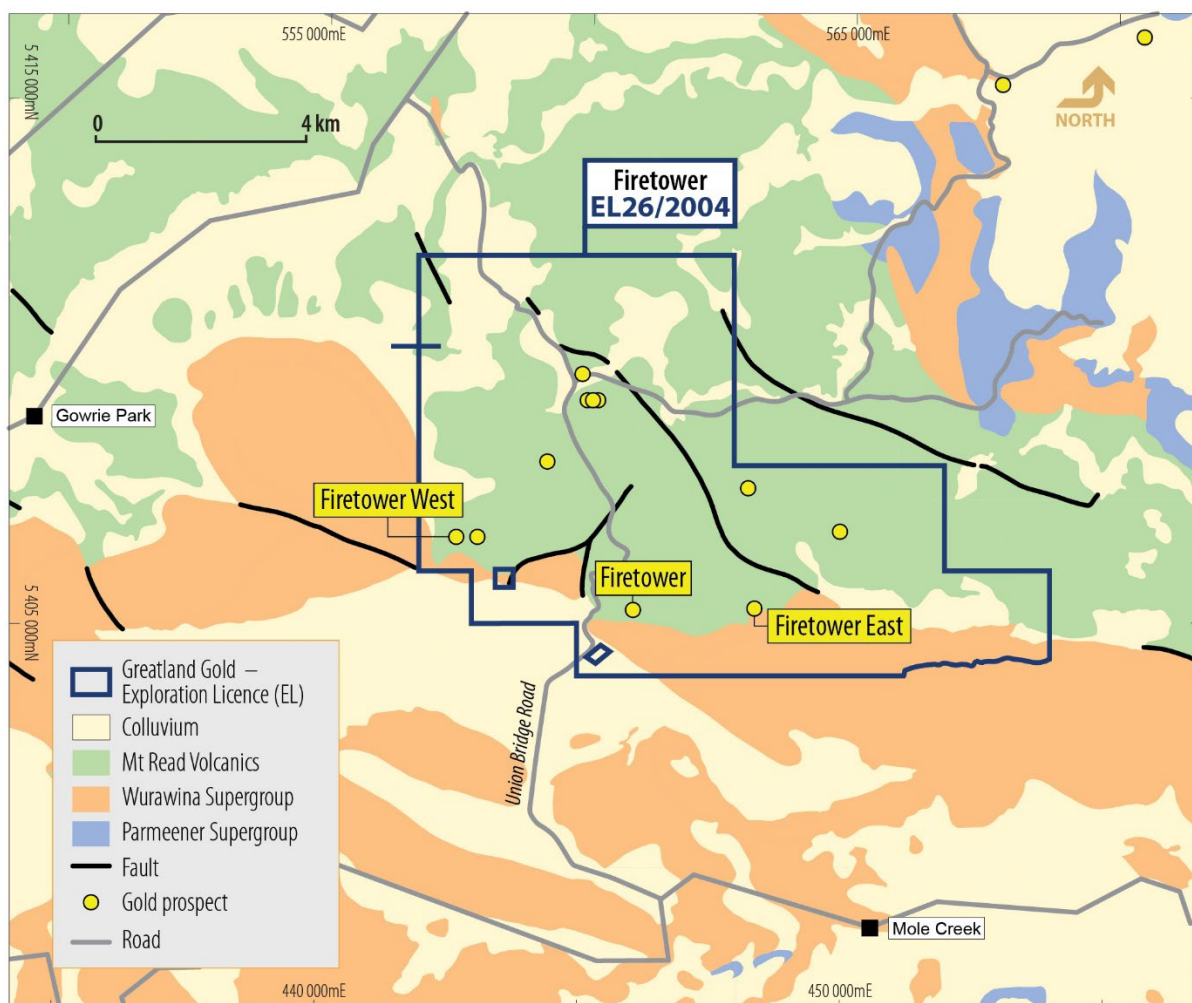 555 000mE
565 000mE
5 415 000mN
0
4 km
NORTH
Firetower
EL26/2004
Gowrie Park
Firetower West
Firetower
Firetower East
5 405 000mN
Greatland Gold –
Exploration Licence (EL)
Colluvium
Mt Read Volcanics
Wurawina Supergroup
Parmeener Supergroup
Fault
Gold prospect
Road
Union Bridge Road
Mole Creek
440 000mE
450 000mE